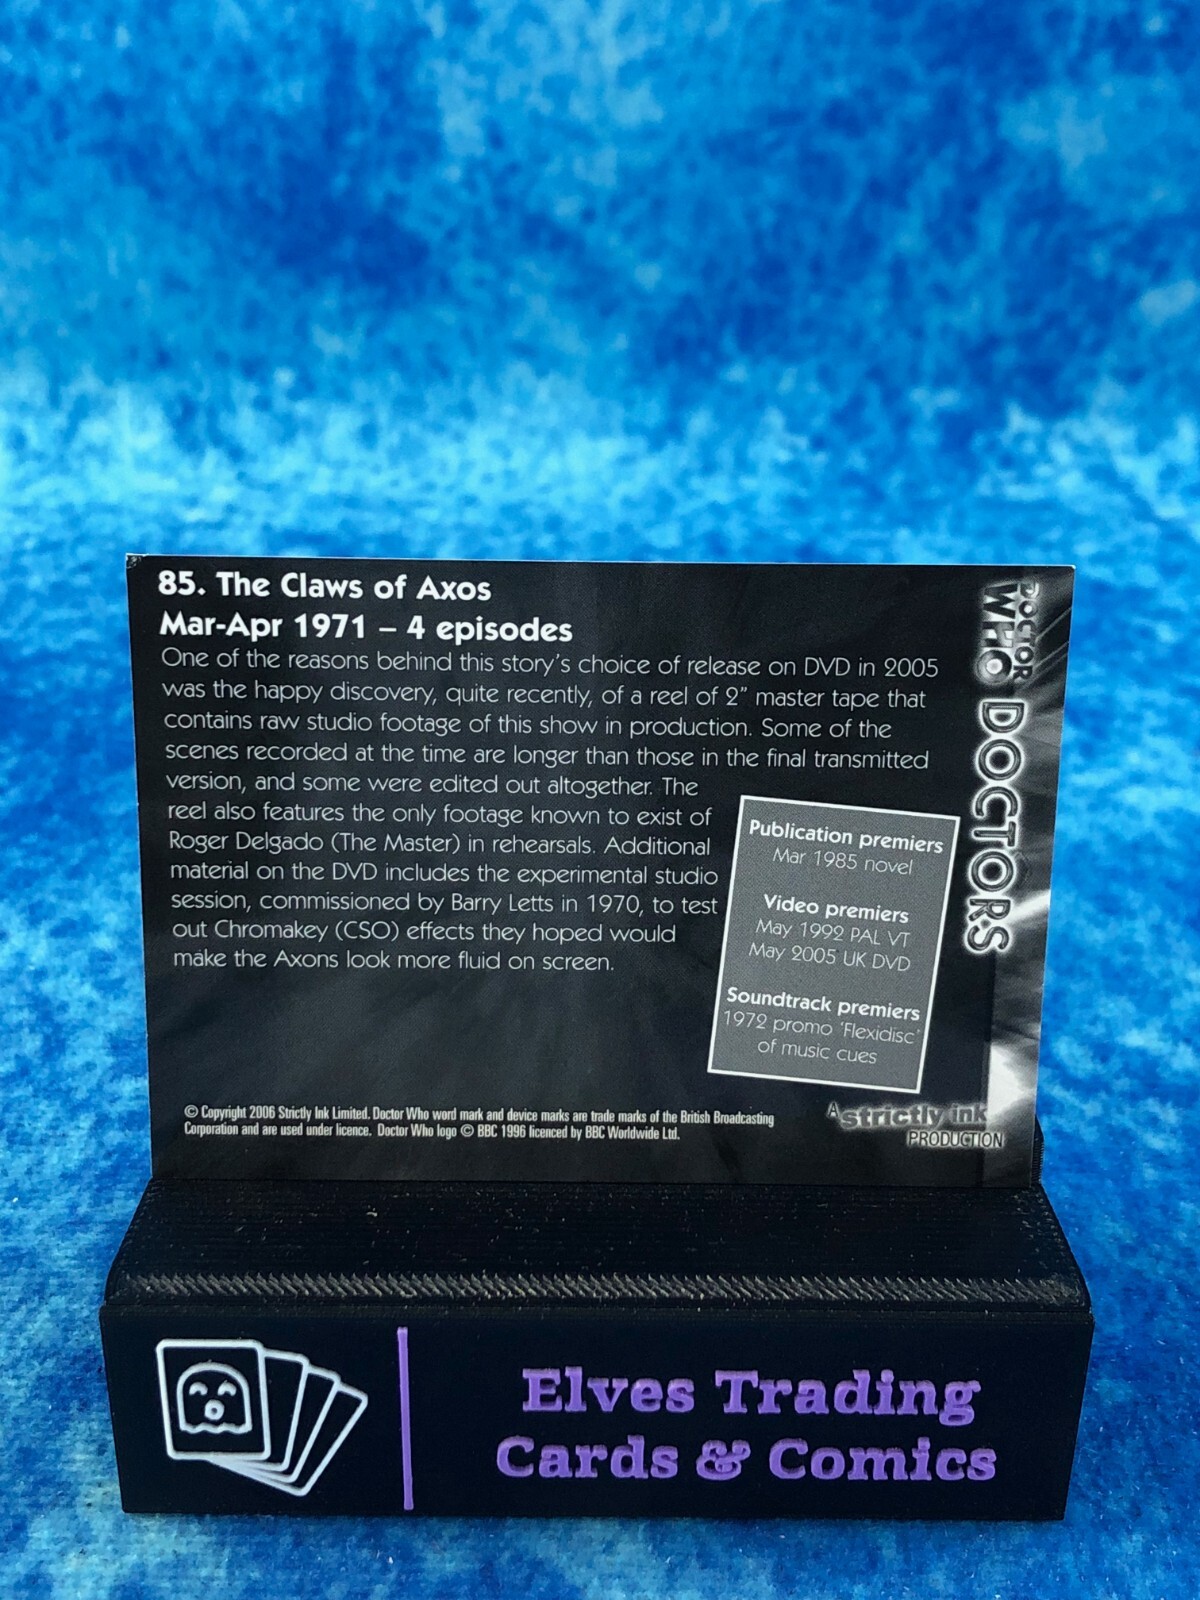 85. The Claws of Axos
Mar-Apr 1971 – 4 episodes
One of the reasons behind this story's choice of release on DVD in 2005
was the happy discovery, quite recently, of a reel of 2" master tape that
contains raw studio footage of this show in production. Some of the
scenes recorded at the time are longer than those in the final transmitted
version, and some were edited out altogether. The
reel also features the only footage known to exist of
Roger Delgado (The Master) in rehearsals. Additional
material on the DVD includes the experimental studio
session, commissioned by Barry Letts in 1970, to test
out Chromakey (CSO) effects they hoped would
make the Axons look more fluid on screen.
Publication premiers
Mar 1985 novel
Video premiers
May 1992 PAL VT
May 2005 UK DVD
Soundtrack premiers
1972 promo 'Flexidisc'
of music cues
DOCTOR
WHO DOCTORS
© Copyright 2006 Strictly Ink Limited. Doctor Who word mark and device marks are trade marks of the British Broadcasting
Corporation and are used under licence. Doctor Who logo © BBC 1996 licenced by BBC Worldwide Ltd.
A strictly ink
PRODUCTION
Elves Trading
Cards & Comics